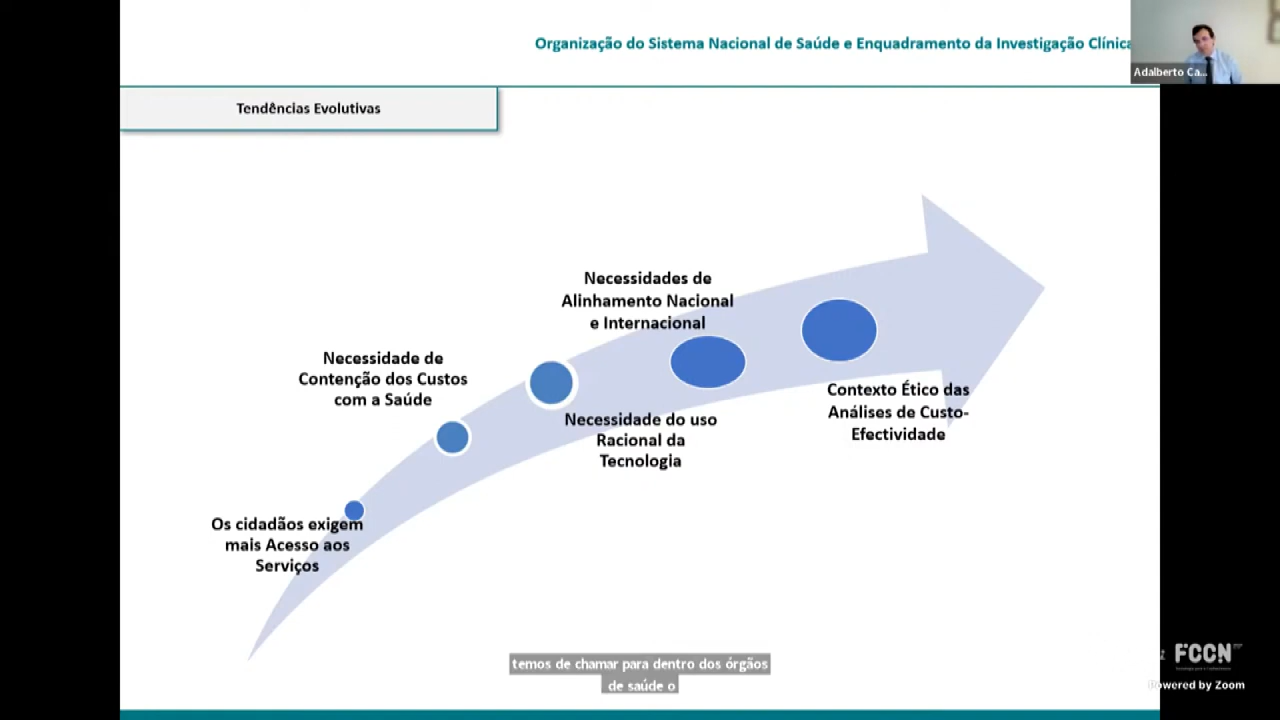 Organização do Sistema Nacional de Saúde e Enquadramento da Investigação Clínica
Adalberto Ca...
Tendências Evolutivas
Necessidades de
Alinhamento Nacional
e Internacional
Necessidade de
Contenção dos Custos
com a Saúde
Contexto Ético das
Análises de Custo-
Efectividade
Necessidade do uso
Racional da
Tecnologia
Os cidadãos exigem
mais Acesso aos
Serviços
temos de chamar para dentro dos órgãos
de saúde o
FCCN
Powered by Zoom